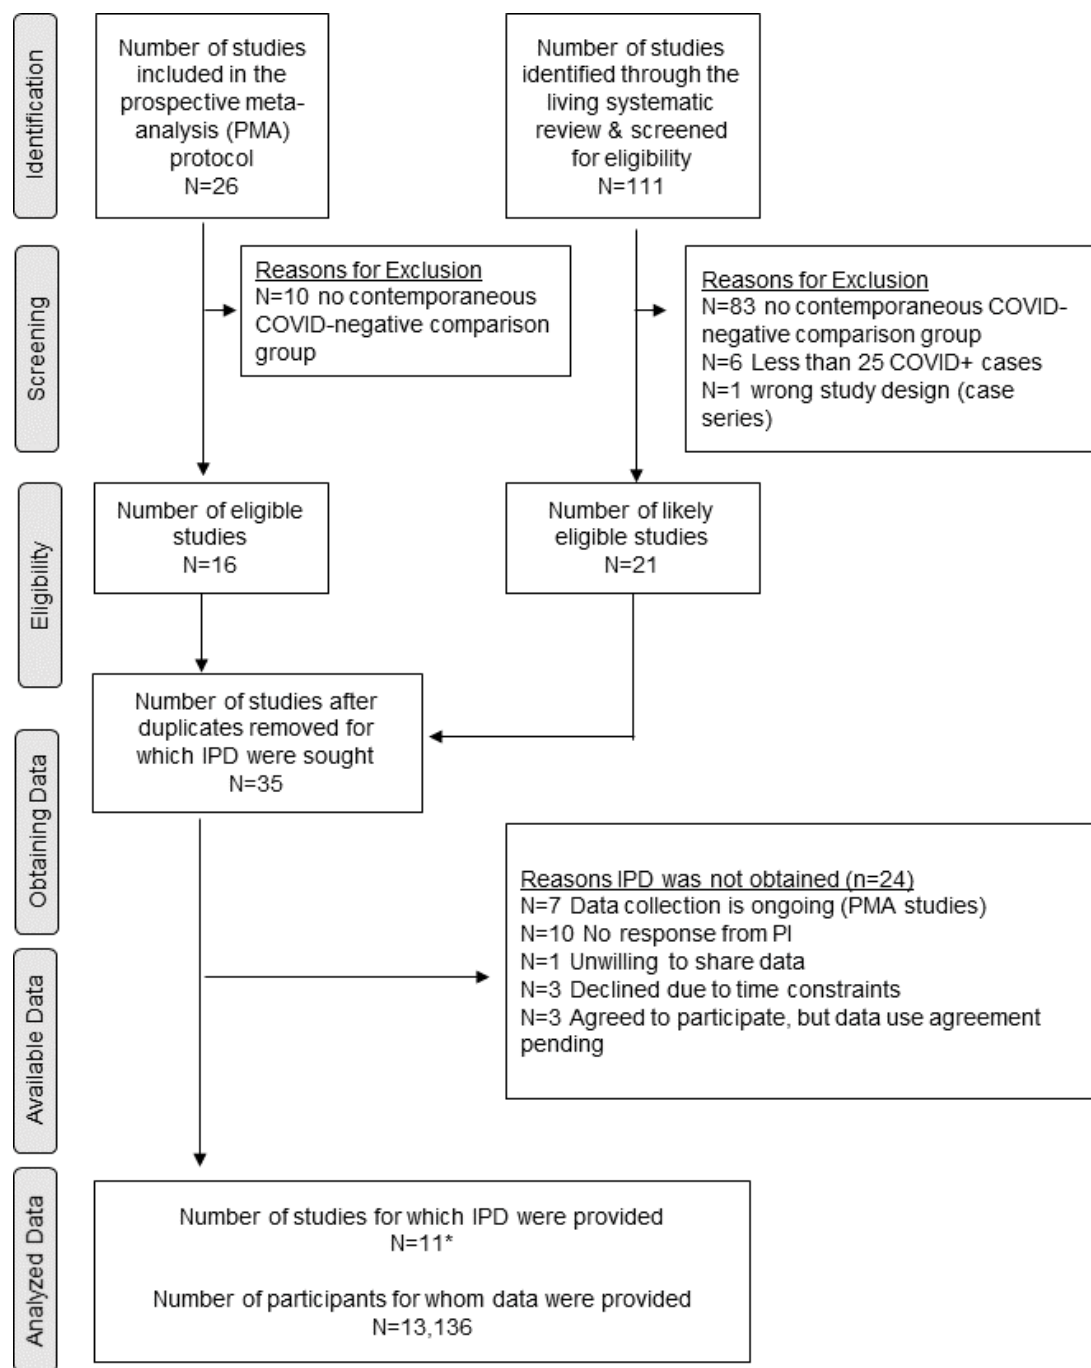 Identification
Number of studies
included in the
prospective meta-
analysis (PMA)
protocol
N=26
Number of studies
identified through the
living systematic
review & screened
for eligibility
N=111
Screening
Reasons for Exclusion
N=10 no contemporaneous
COVID-negative comparison
group
Reasons for Exclusion
N=83 no contemporaneous COVID-
negative comparison group
N=6 Less than 25 COVID+ cases
N=1 wrong study design (case
series)
Eligibility
Number of eligible
studies
N=16
Number of likely
eligible studies
N=21
Obtaining Data
Number of studies after
duplicates removed for
which IPD were sought
N=35
Available Data
Reasons IPD was not obtained (n=24)
N=7 Data collection is ongoing (PMA studies)
N=10 No response from PI
N=1 Unwilling to share data
N=3 Declined due to time constraints
N=3 Agreed to participate, but data use agreement
pending
Analyzed Data
Number of studies for which IPD were provided
N=11*
Number of participants for whom data were provided
N=13,136